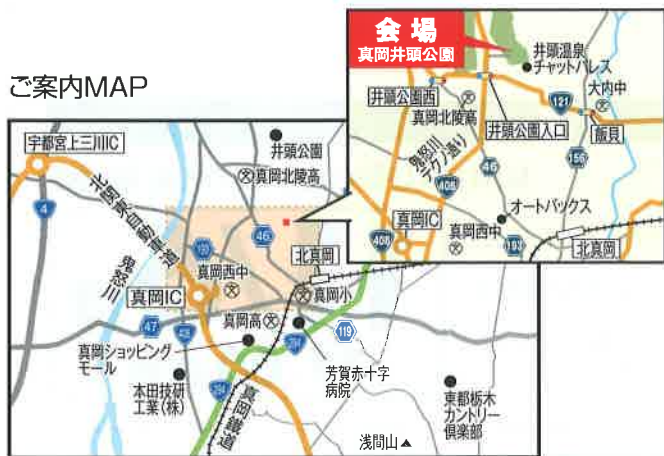 ご案内MAP
会場
真岡井頭公園
井頭温泉
チャットパレス
大内中
井頭公園西
真岡北陵高
井頭公園入口
121
飯貝
鬼怒川
テクノ通り
408
46
156
オートバックス
真岡IC
真岡西中
408
193
北真岡
宇都宮上三川IC
井頭公園
真岡北陵高
4
北関東自動車道
鬼怒川
193
46
北真岡
真岡西中
真岡IC
真岡小
47
真岡高
119
真岡ショッピング
モール
294
芳賀赤十字
病院
本田技研
工業(株)
294
真岡鐵道
東都栃木
カントリー
倶楽部
浅間山▲